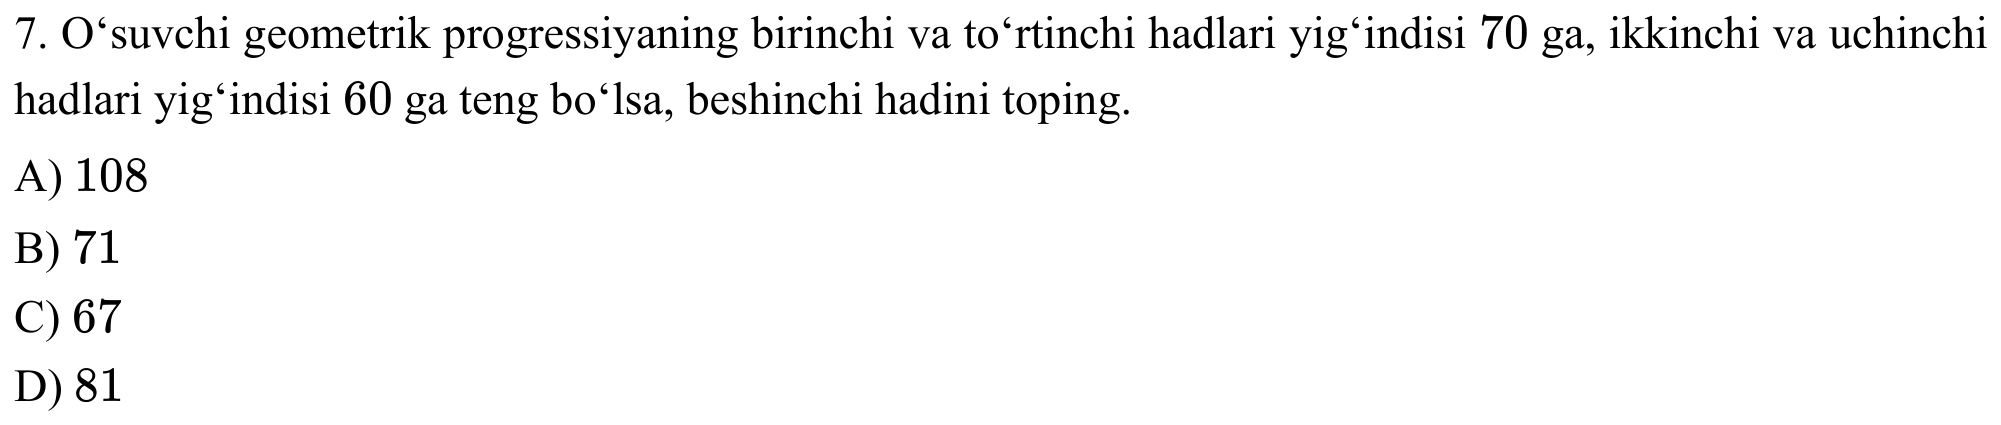 7. O‘suvchi geometrik progressiyaning birinchi va to‘rtinchi hadlari yig‘indisi 70 ga, ikkinchi va uchinchi
hadlari yig‘indisi 60 ga teng bo‘lsa, beshinchi hadini toping.
A) 108
B) 71
C) 67
D) 81